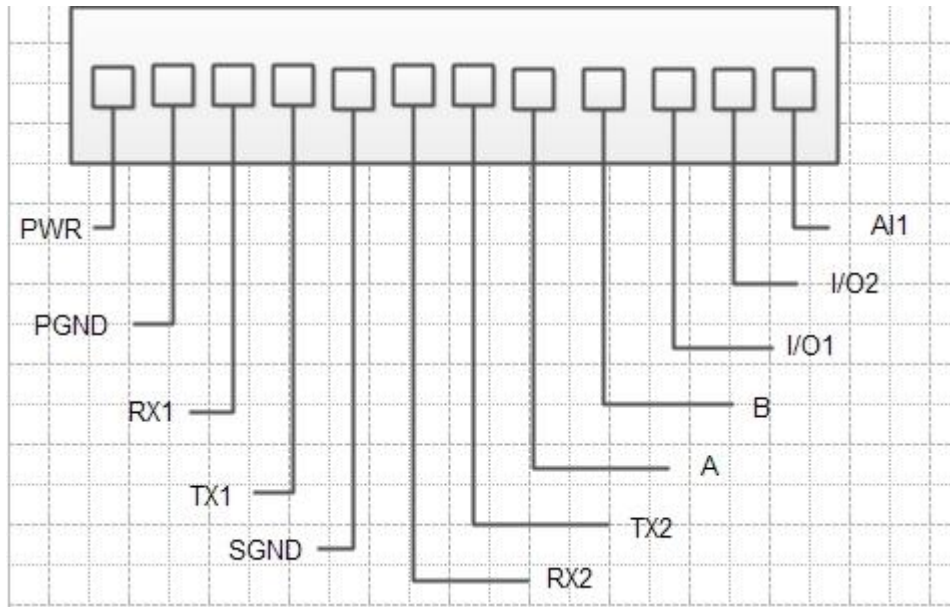 PWR
AI1
I/O2
PGND
I/O1
RX1
B
A
TX1
TX2
SGND
RX2